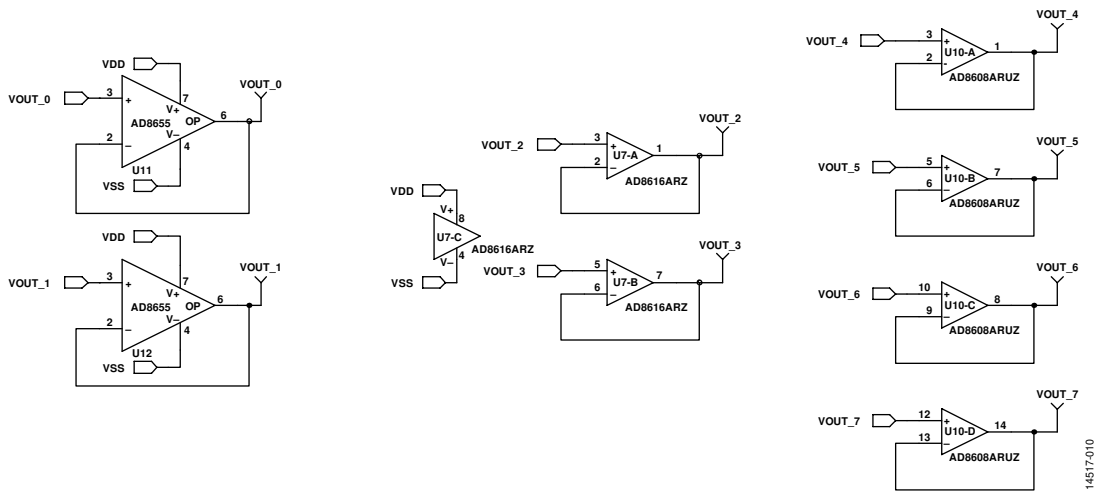 VDD
VOUT_0
3
+
7
V+
AD8655
OP
6
VOUT_0
V–
2
–
4
U11
VSS
VDD
VOUT_1
3
+
7
V+
AD8655
OP
6
VOUT_1
V–
2
–
4
U12
VSS
VDD
V+
8
U7-C
AD8616ARZ
V–
4
VSS
VOUT_2
3
+
2
–
U7-A
1
AD8616ARZ
VOUT_2
VOUT_3
5
+
6
–
U7-B
7
AD8616ARZ
VOUT_3
VOUT_4
3
+
2
-
U10-A
1
AD8608ARUZ
VOUT_4
VOUT_5
5
+
6
–
U10-B
7
AD8608ARUZ
VOUT_5
VOUT_6
10
+
9
–
U10-C
8
AD8608ARUZ
VOUT_6
VOUT_7
12
+
13
–
U10-D
14
AD8608ARUZ
VOUT_7
14517-010